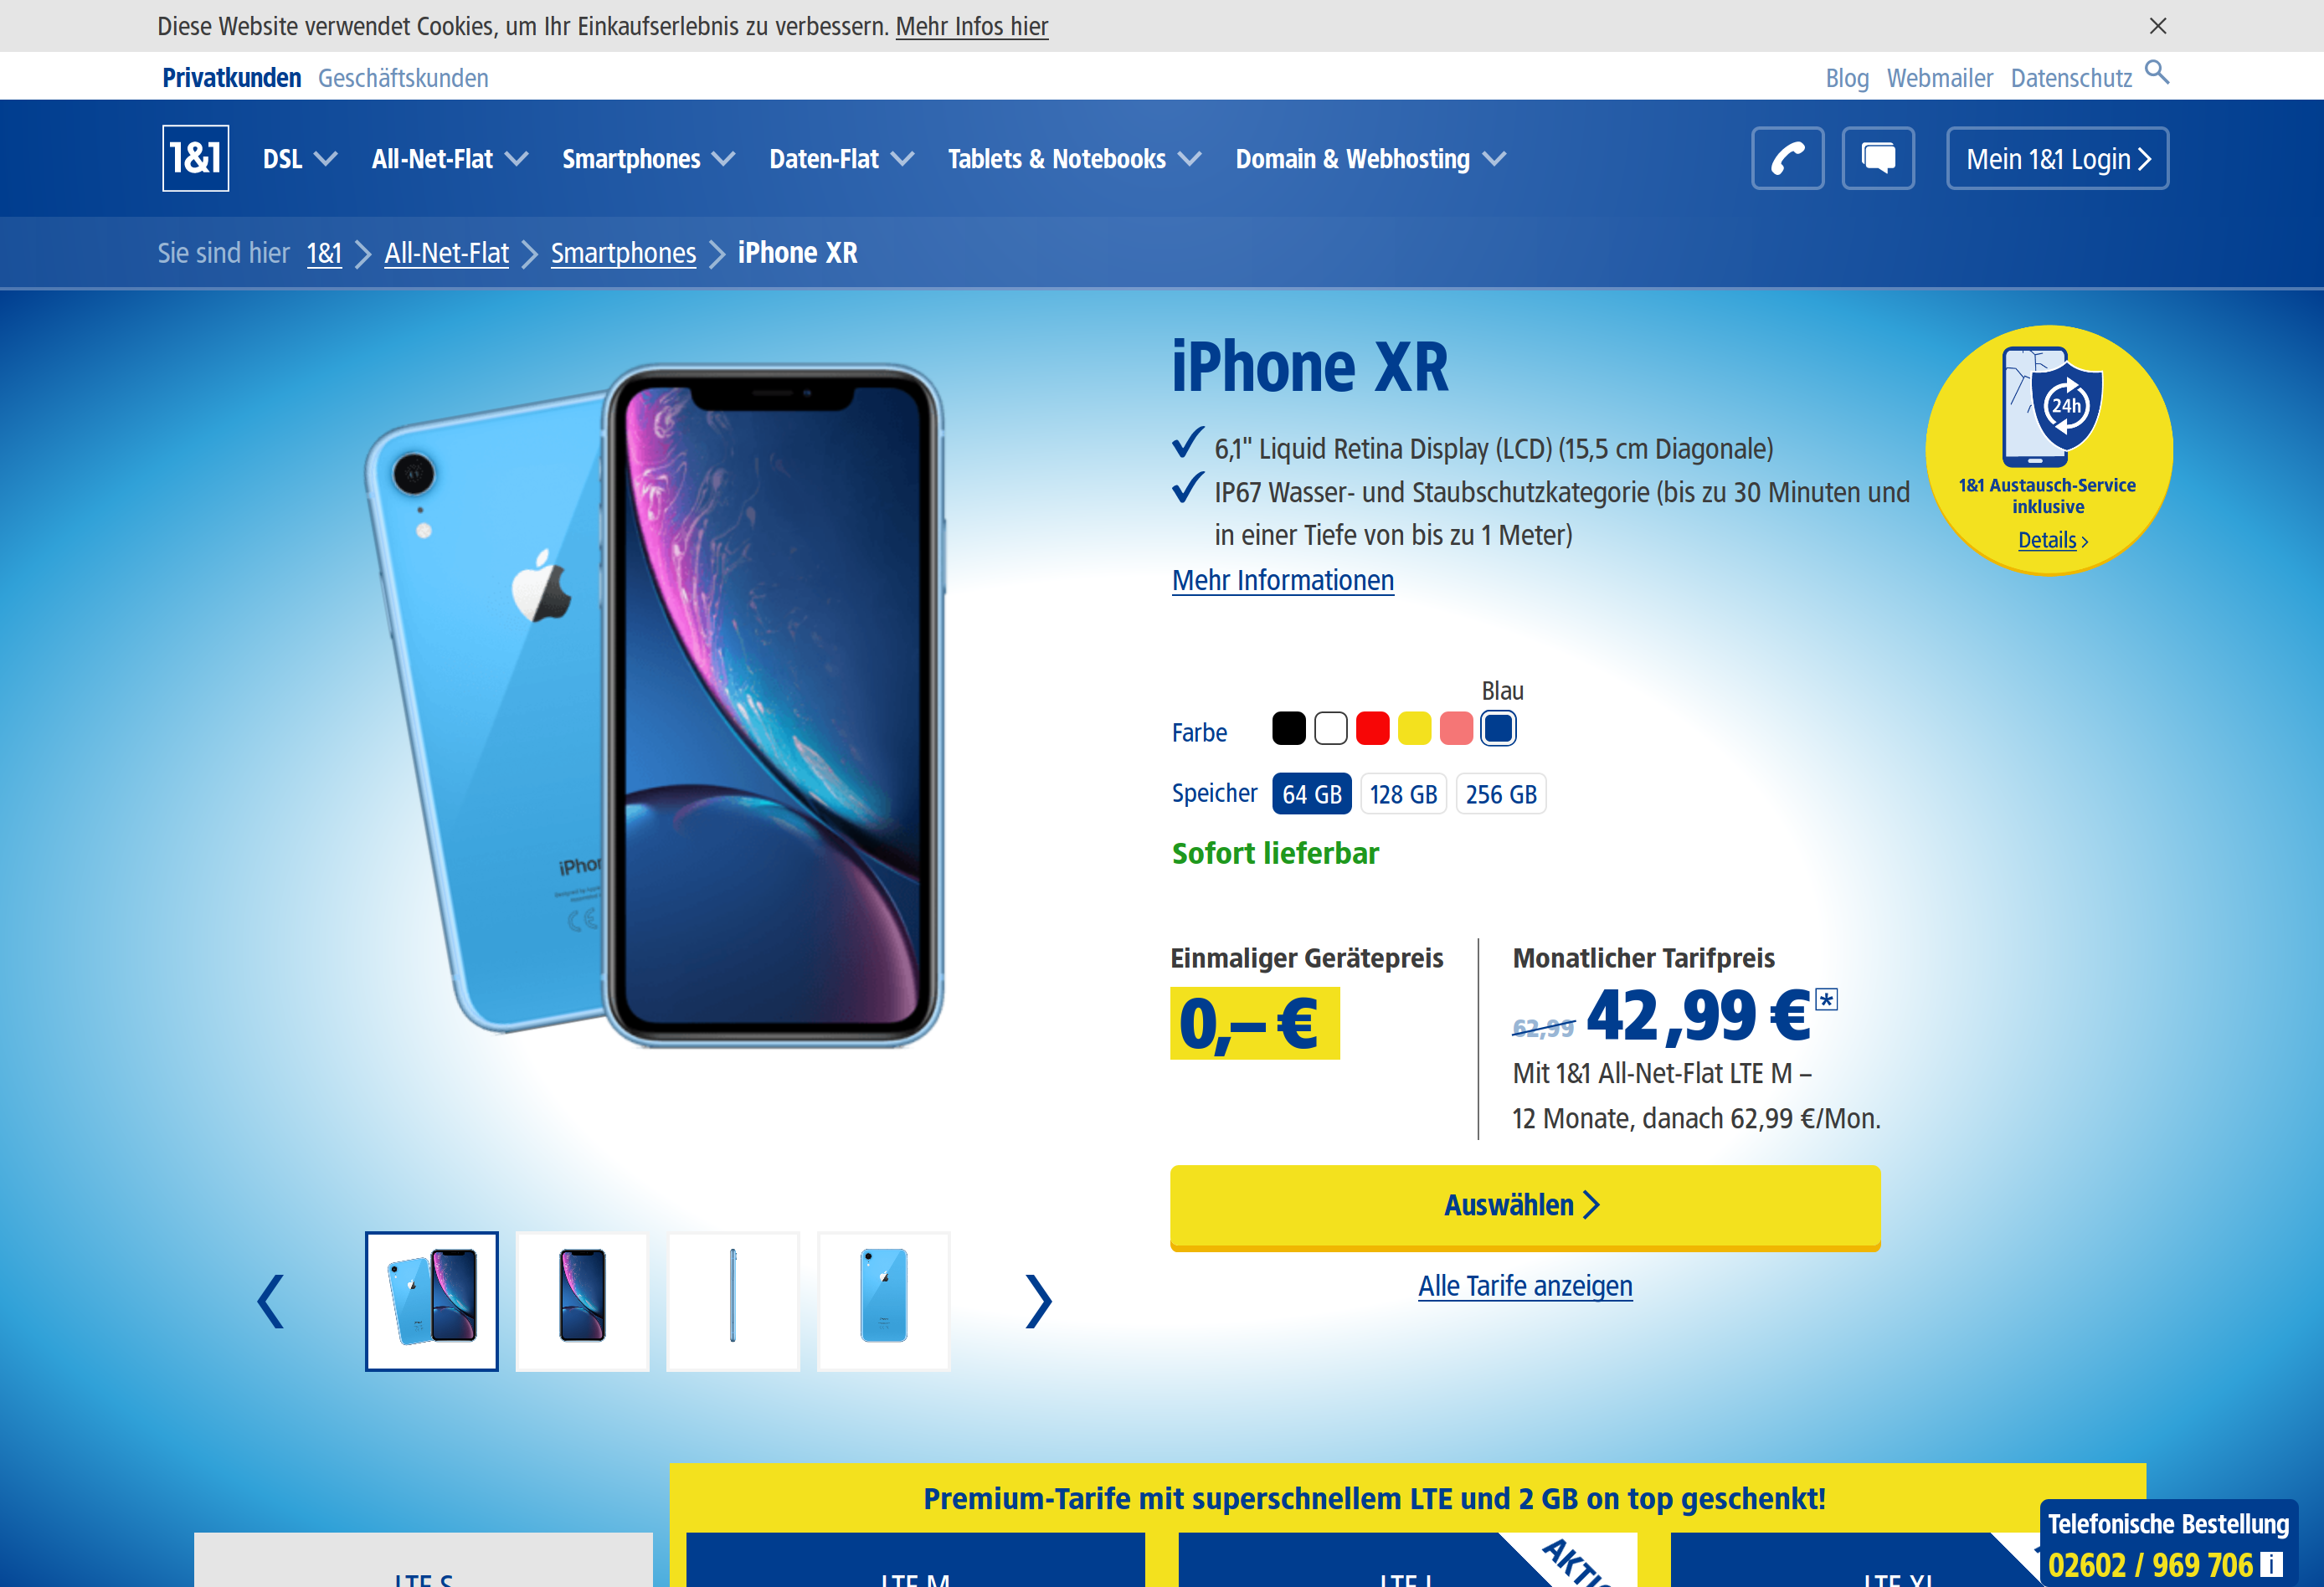 Diese Website verwendet Cookies, um Ihr Einkaufserlebnis zu verbessern. Mehr Infos hier
Privatkunden Geschäftskunden
Blog Webmailer Datenschutz
1&1 DSL All-Net-Flat Smartphones Daten-Flat Tablets & Notebooks Domain & Webhosting Mein 1&1 Login
Sie sind hier 1&1 All-Net-Flat Smartphones iPhone XR
iPhone XR
6,1" Liquid Retina Display (LCD) (15,5 cm Diagonale)
IP67 Wasser- und Staubschutzkategorie (bis zu 30 Minuten und
in einer Tiefe von bis zu 1 Meter)
Mehr Informationen
24h
1&1 Austausch-Service
inklusive
Details
Blau
Farbe
Speicher 64 GB 128 GB 256 GB
Sofort lieferbar
Einmaliger Gerätepreis
0,– €
Monatlicher Tarifpreis
62,99 42,99 € *
Mit 1&1 All-Net-Flat LTE M –
12 Monate, danach 62,99 €/Mon.
Auswählen
Alle Tarife anzeigen
Premium-Tarife mit superschnellem LTE und 2 GB on top geschenkt!
LTE S
LTE M
LTE L
LTE XL
Telefonische Bestellung
02602 / 969 706 i